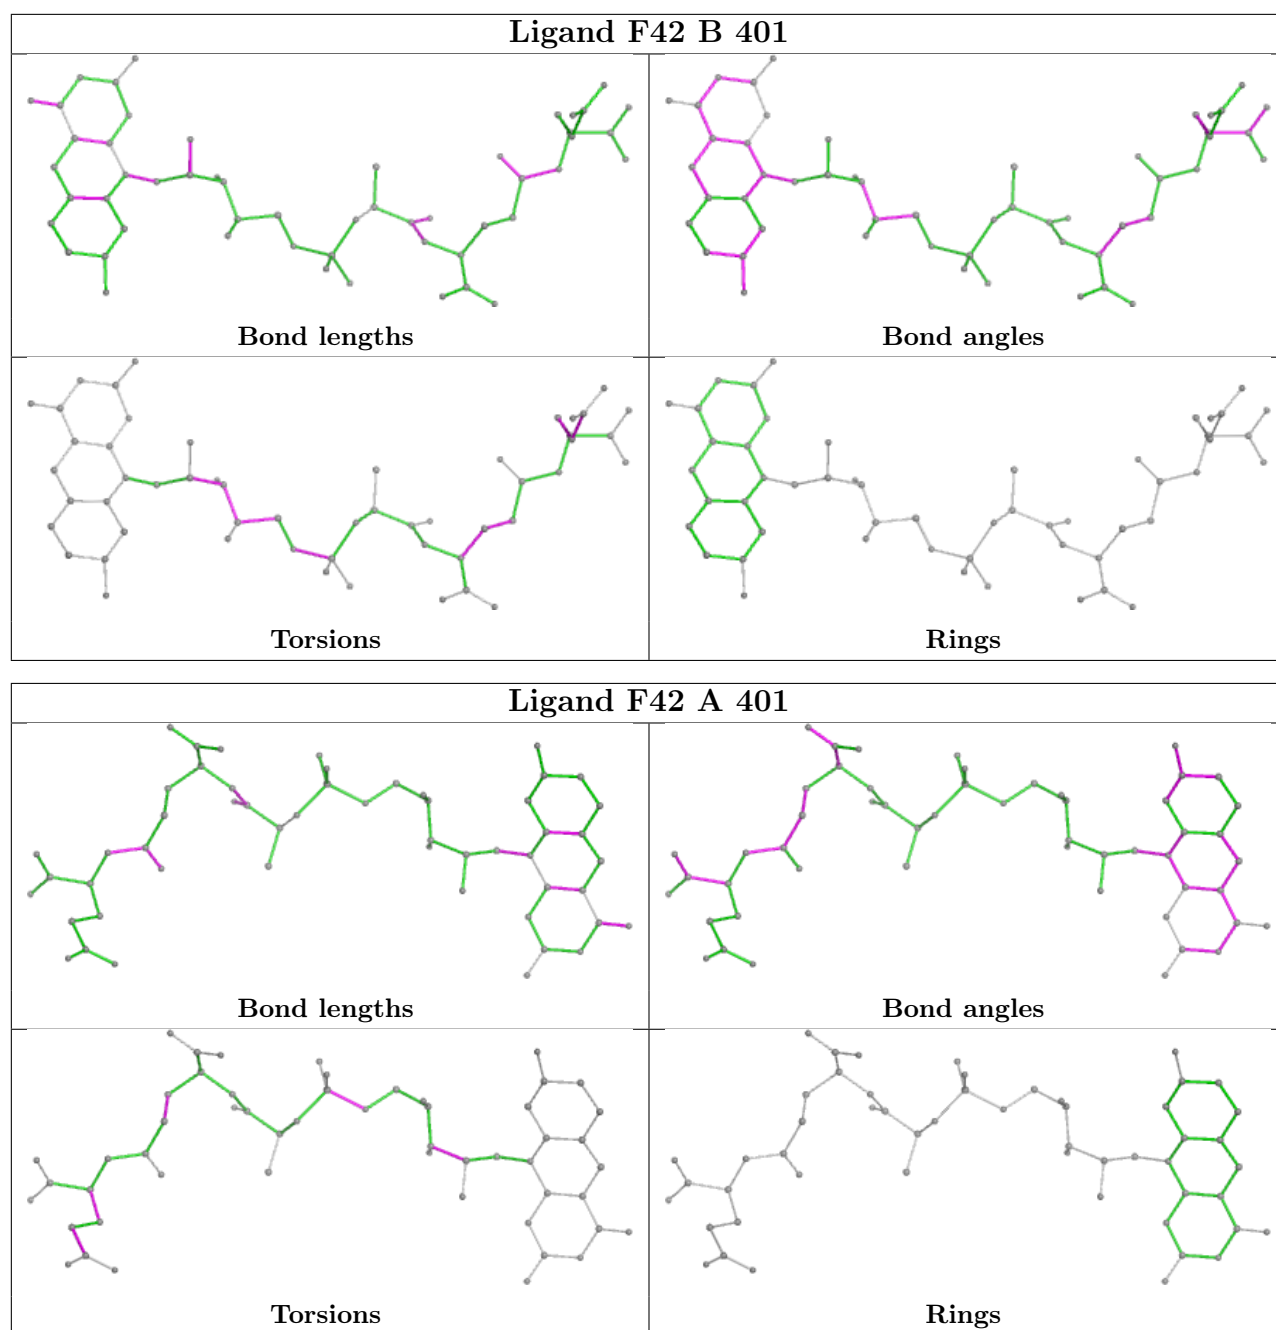 Ligand F42 B 401
Bond lengths
Bond angles
Torsions
Rings
Ligand F42 A 401
Bond lengths
Bond angles
Torsions
Rings